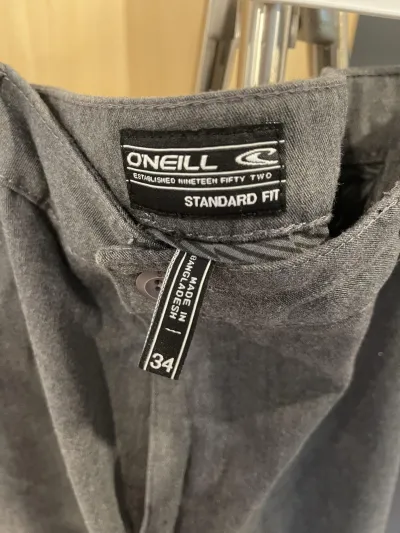 O'NEILL
ESTABLISHED NINETEEN FIFTY TWO
STANDARD FIT
MADE IN
BANGLADESH
34